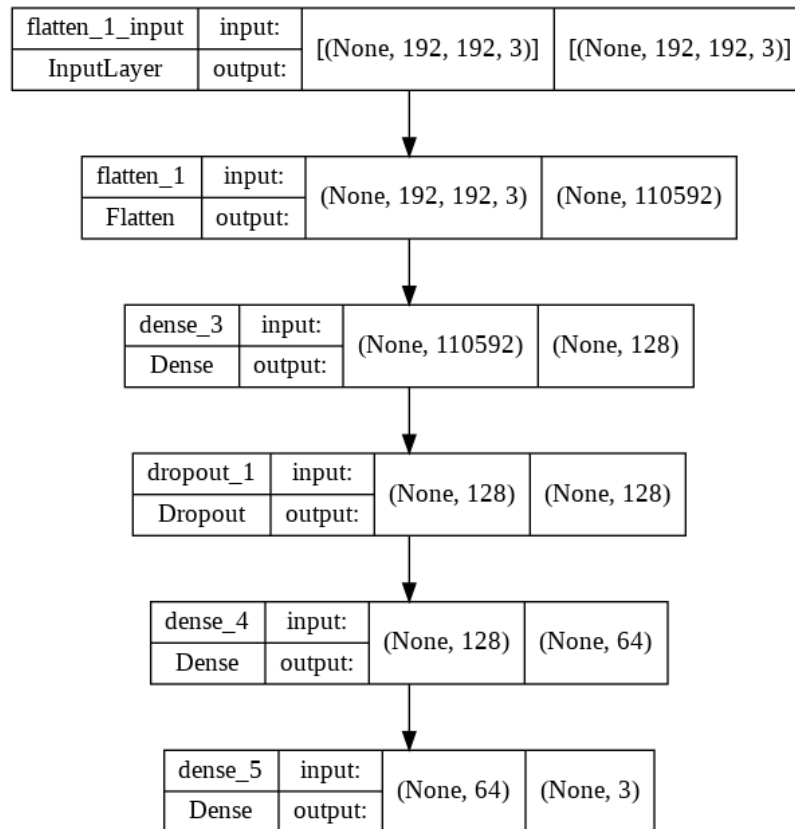 flatten_1_input input: [(None, 192, 192, 3)] [(None, 192, 192, 3)]
InputLayer output:
flatten_1 input: (None, 192, 192, 3) (None, 110592)
Flatten output:
dense_3 input: (None, 110592) (None, 128)
Dense output:
dropout_1 input: (None, 128) (None, 128)
Dropout output:
dense_4 input: (None, 128) (None, 64)
Dense output:
dense_5 input: (None, 64) (None, 3)
Dense output: